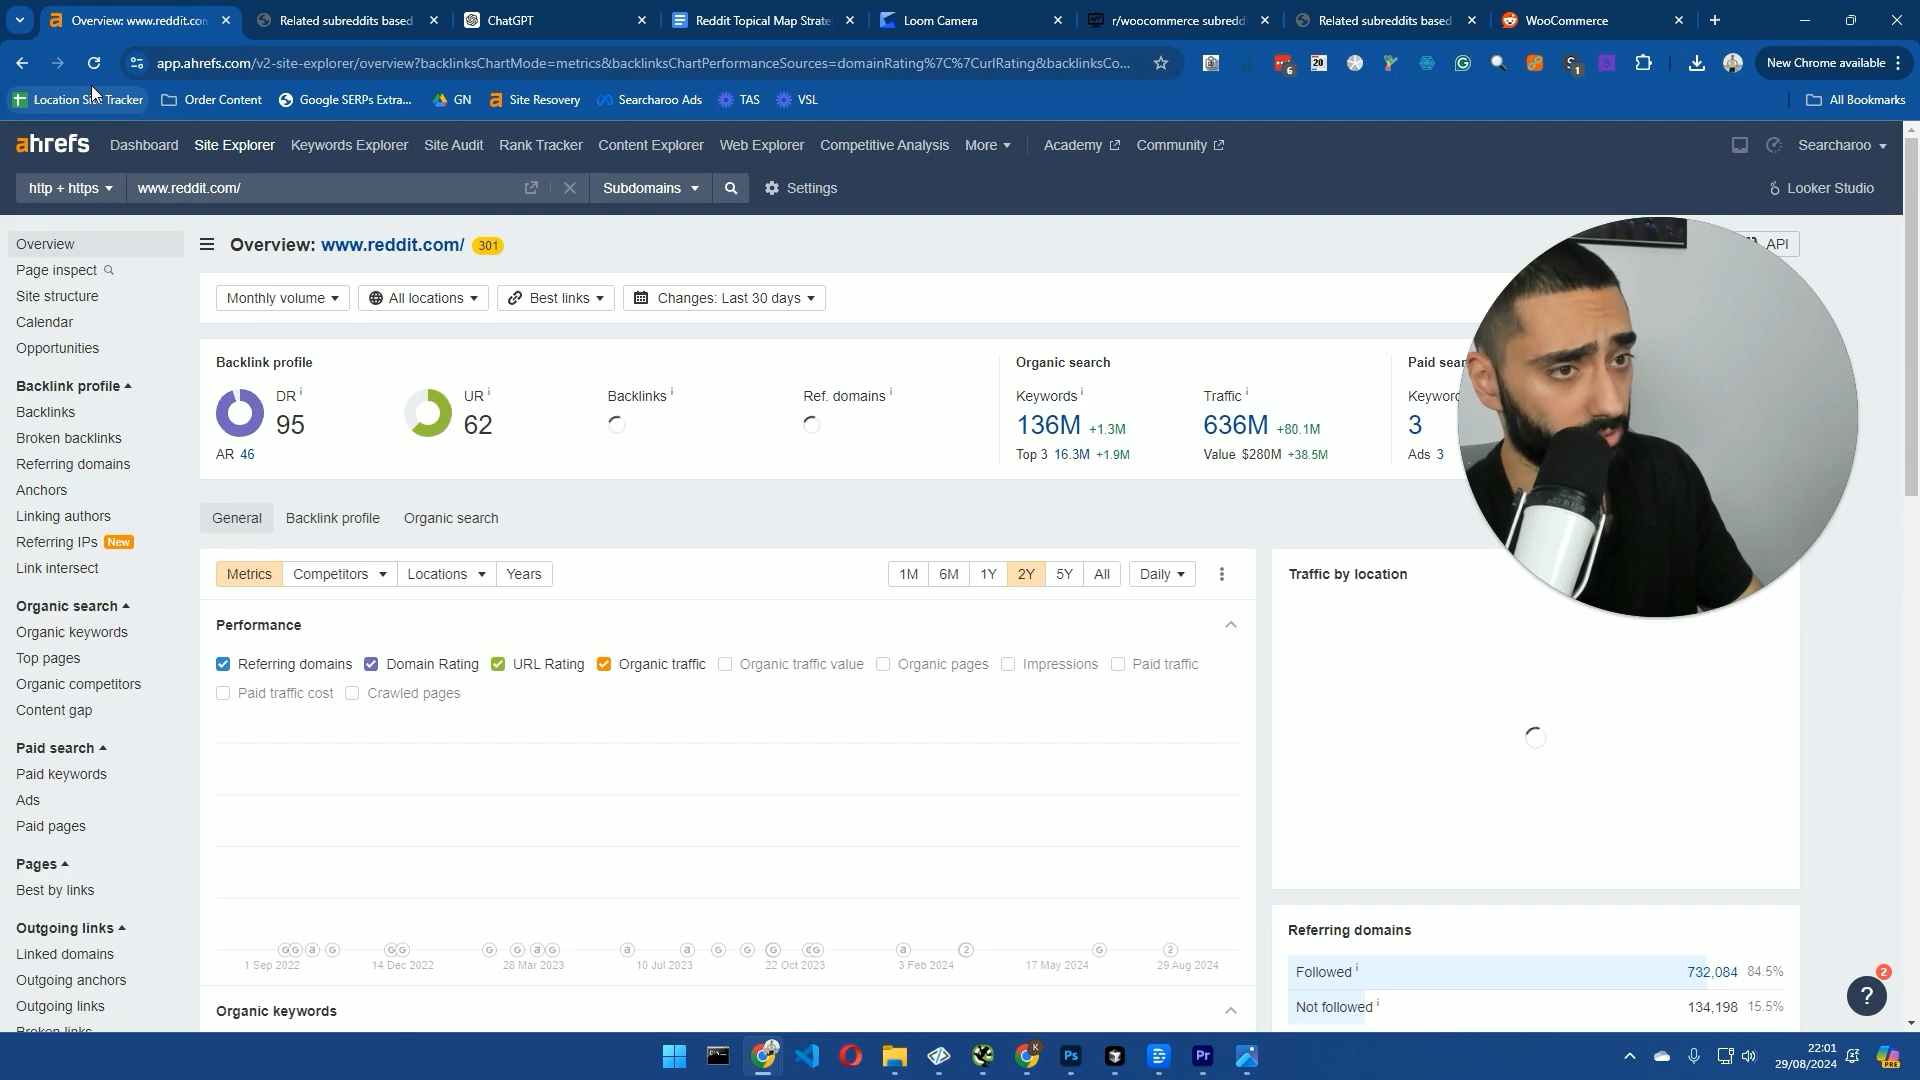 Overview: www.reddit.con
Related subreddits based
ChatGPT
Reddit Topical Map Strate
Loom Camera
r/woocommerce subreddi
Related subreddits based
WooCommerce
app.ahrefs.com/v2-site-explorer/overview?backlinksChartMode=metrics&backlinksChartPerformanceSources=domainRating%7C%7CurlRating&backlinksCo...
6
20
1
New Chrome available
Location S Tracker
Order Content
Google SERPs Extra...
GN
Site Recovery
Searcharoo Ads
TAS
VSL
All Bookmarks
ahrefs
Dashboard
Site Explorer
Keywords Explorer
Site Audit
Rank Tracker
Content Explorer
Web Explorer
Competitive Analysis
More
Academy
Community
Searcharoo
http + https
www.reddit.com/
Subdomains
Settings
Looker Studio
Overview
Page inspect
Site structure
Calendar
Opportunities
Backlink profile
Backlinks
Broken backlinks
Referring domains
Anchors
Linking authors
Referring IPs New
Link intersect
Organic search
Organic keywords
Top pages
Organic competitors
Content gap
Paid search
Paid keywords
Ads
Paid pages
Pages
Best by links
Outgoing links
Linked domains
Outgoing anchors
Outgoing links
Broken links
Overview: www.reddit.com/ 301
API
Monthly volume
All locations
Best links
Changes: Last 30 days
Backlink profile
DR
95
AR 46
UR
62
Backlinks
Ref. domains
Organic search
Keywords
136M +1.3M
Top 3 16.3M +1.9M
Traffic
636M +80.1M
Value $280M +38.5M
Paid sear
Keyword
3
Ads 3
General
Backlink profile
Organic search
Metrics
Competitors
Locations
Years
1M
6M
1Y
2Y
5Y
All
Daily
Performance
Referring domains
Domain Rating
URL Rating
Organic traffic
Organic traffic value
Organic pages
Impressions
Paid traffic
Paid traffic cost
Crawled pages
1 Sep 2022
14 Dec 2022
28 Mar 2023
10 Jul 2023
22 Oct 2023
3 Feb 2024
17 May 2024
29 Aug 2024
Organic keywords
Traffic by location
Referring domains
Followed 732,084 84.5%
Not followed 134,198 15.5%
2
?
22:01
29/08/2024